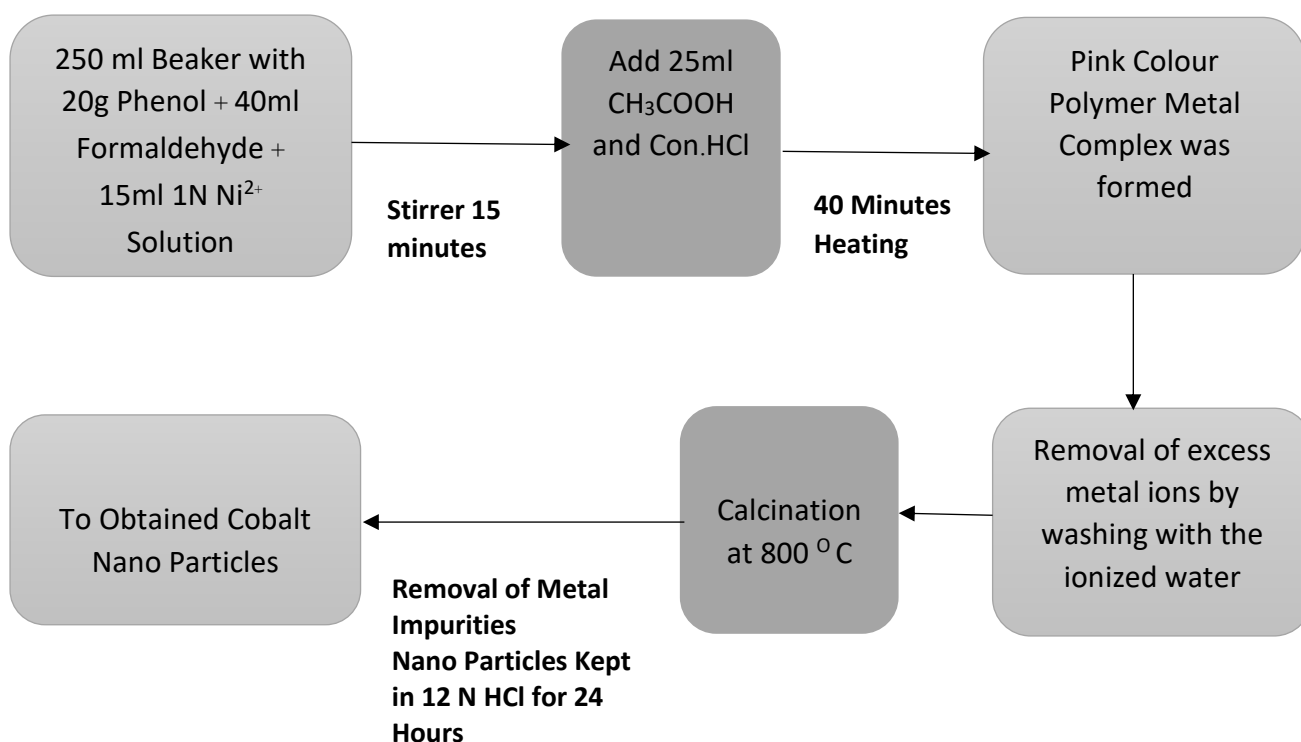 250 ml Beaker with
20g Phenol + 40ml
Formaldehyde +
15ml 1N Ni²⁺
Solution
Stirrer 15
minutes
Add 25ml
CH₃COOH
and Con.HCl
40 Minutes
Heating
Pink Colour
Polymer Metal
Complex was
formed
Removal of excess
metal ions by
washing with the
ionized water
Calcination
at 800 ᴼ C
Removal of Metal
Impurities
Nano Particles Kept
in 12 N HCl for 24
Hours
To Obtained Cobalt
Nano Particles